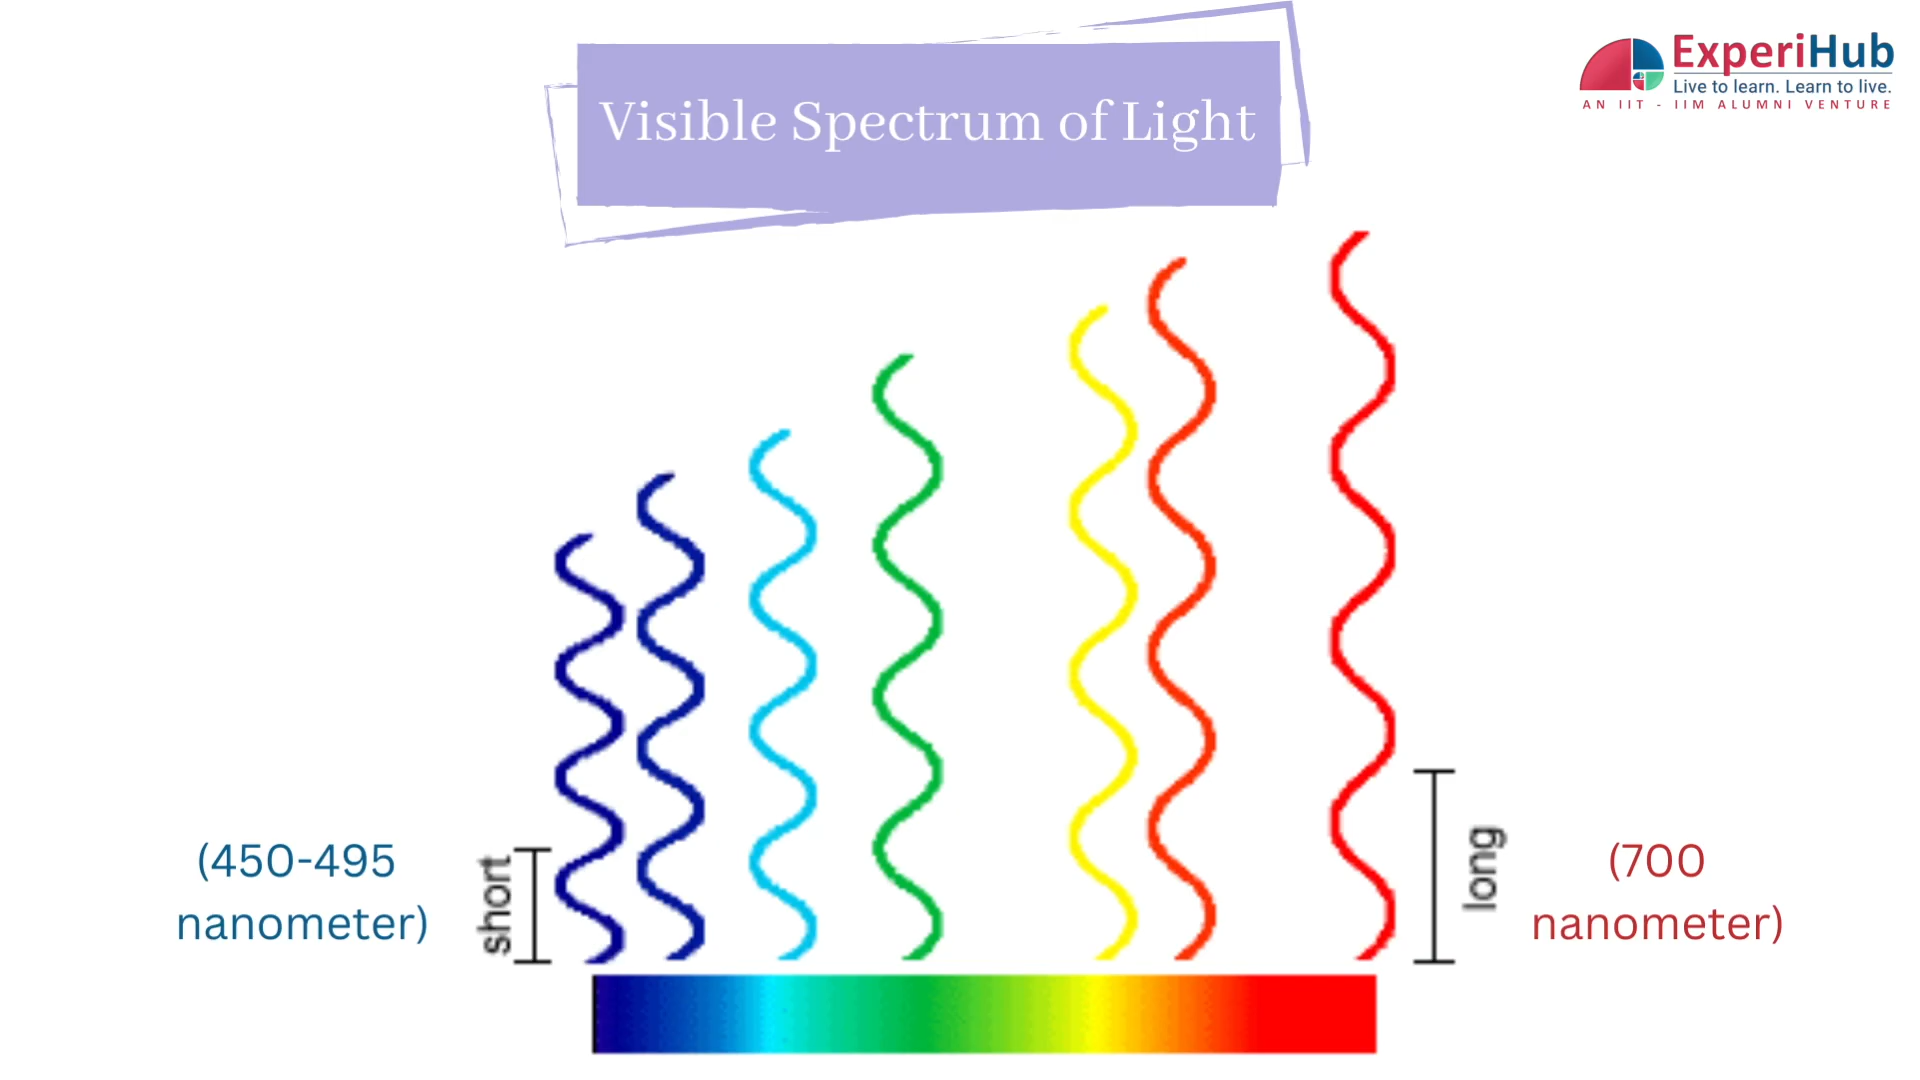 Visible Spectrum of Light
ExperiHub
Live to learn. Learn to live.
AN IIT - IIM ALUMNI VENTURE
(450-495
nanometer)
short
long
(700
nanometer)